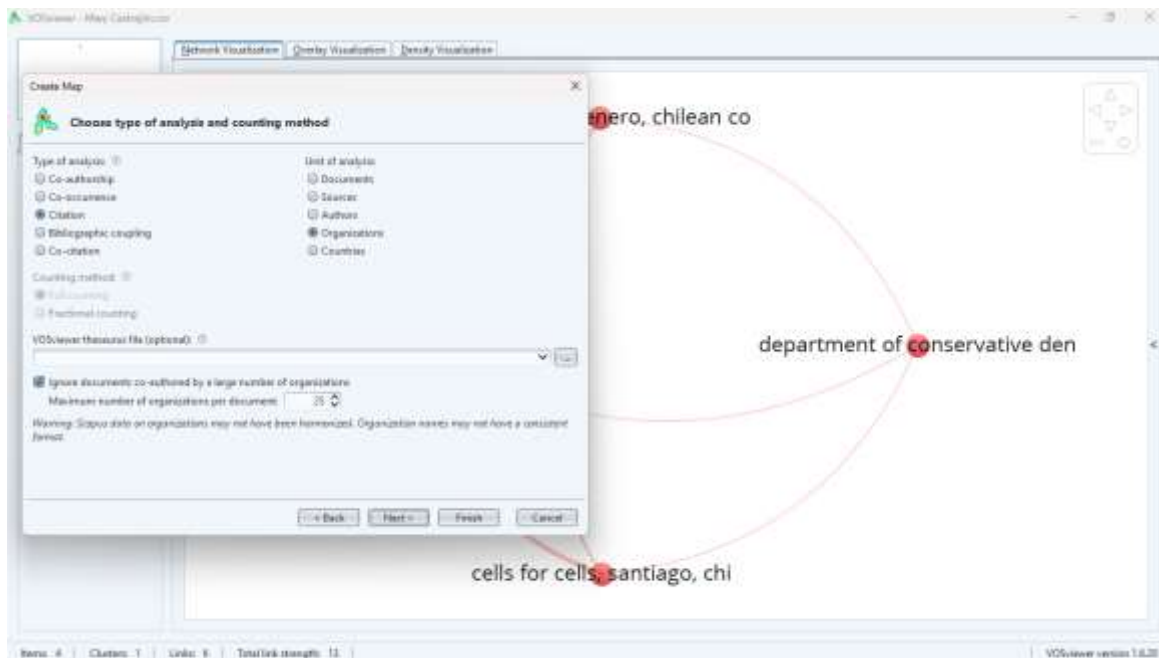 VOSviewer -
Network Visualization Overlay Visualization Density Visualization
Create Map
Choose type of analysis and counting method
Type of analysis:
Unit of analysis:
Co-authorship
Documents
Co-occurrence
Sources
Citation
Authors
Bibliographic coupling
Organizations
Co-citation
Countries
Counting method:
Full counting
Fractional counting
VOSviewer thesaurus file (optional):
Ignore documents co-authored by a large number of organizations
Maximum number of organizations per document: 25
Warning: Scopus data on organizations may not have been harmonized. Organization names may not have a consistent
format.
< Back Next > Finish Cancel
enero, chilean co
department of conservative den
cells for cells, santiago, chi
Items: 4 Clusters: 1 Links: 6 Total link strength: 13
VOSviewer version 1.6.20